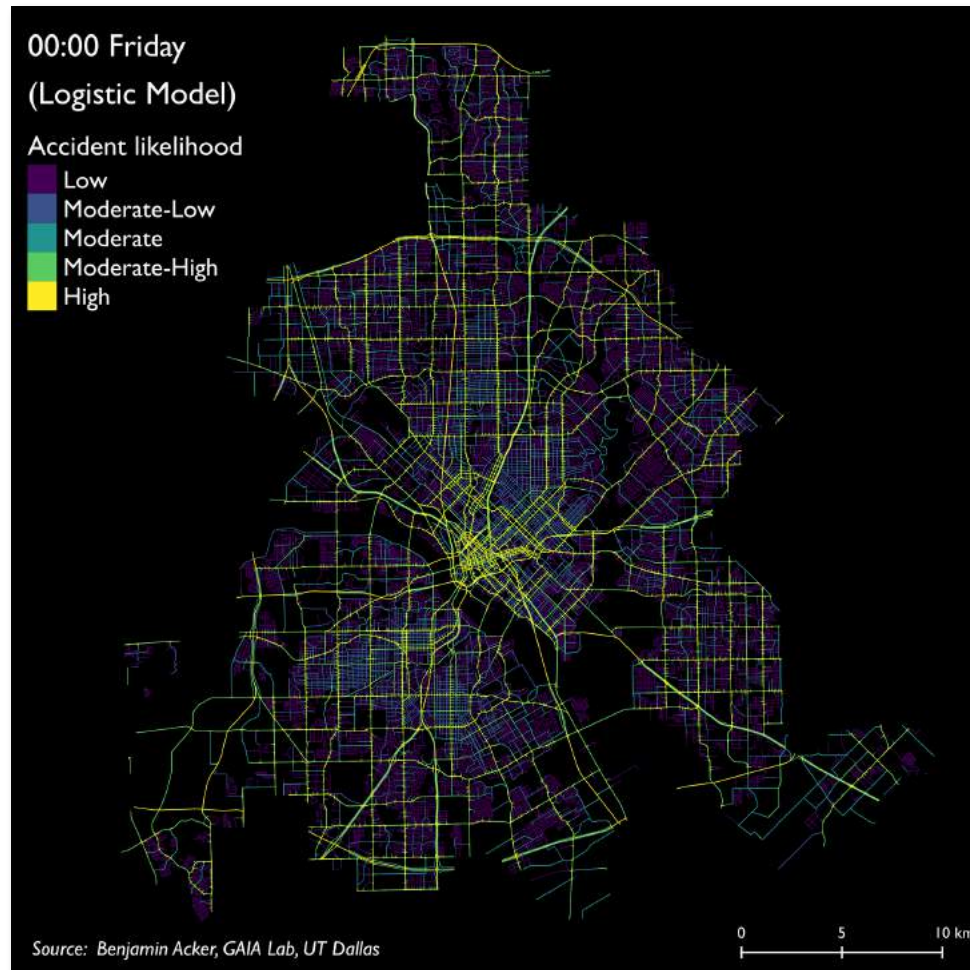 00:00 Friday
(Logistic Model)
Accident likelihood
Low
Moderate-Low
Moderate
Moderate-High
High
Source: Benjamin Acker, GAIA Lab, UT Dallas
0 5 10 km